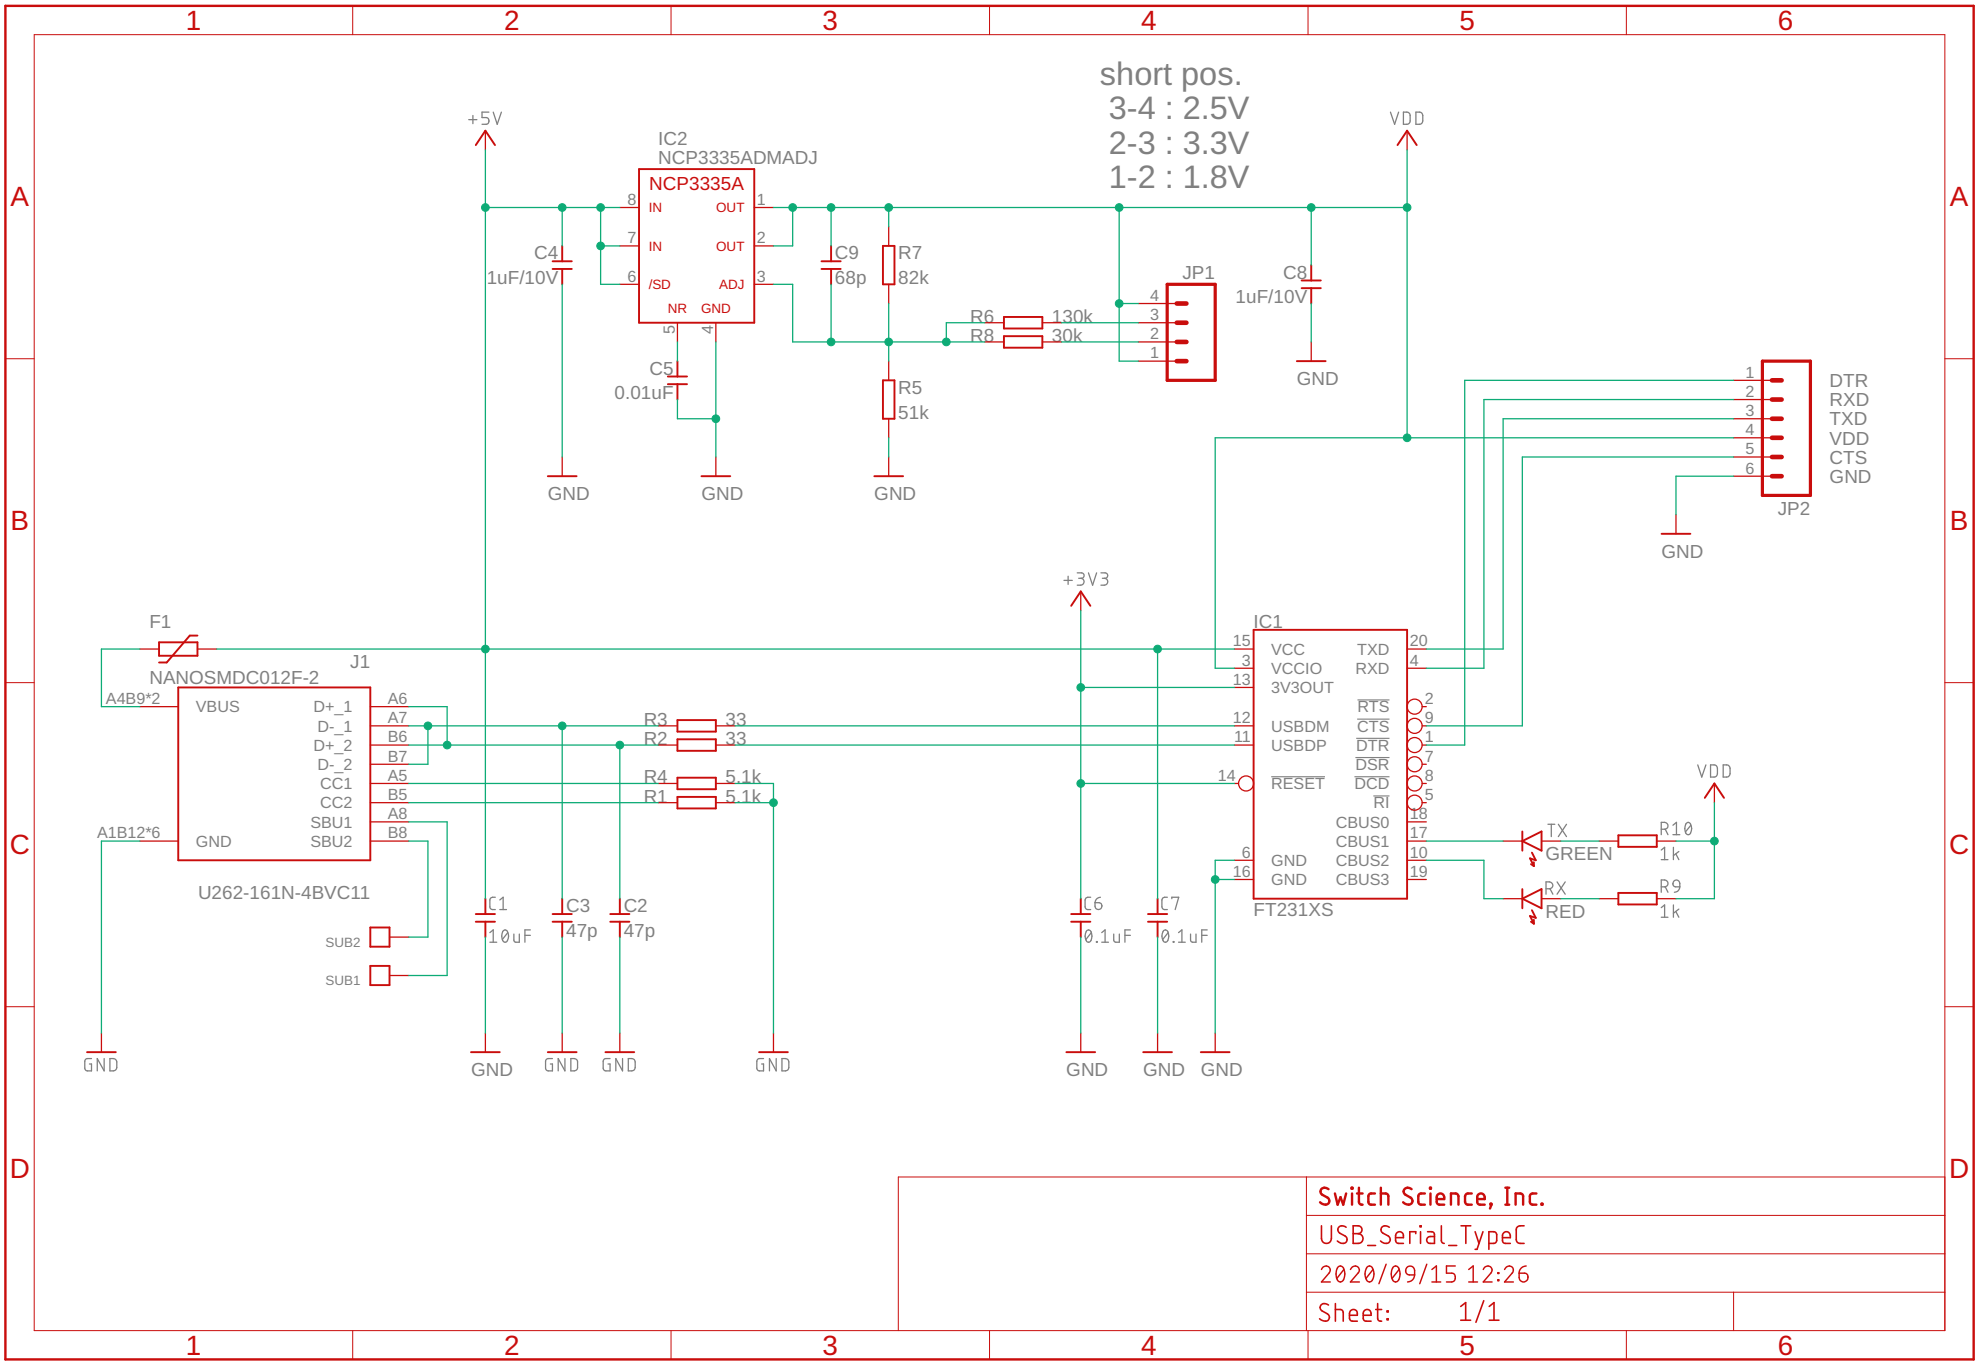 1 2 3 4 5 6
A
B
C
D
A
B
C
D
short pos.
3-4 : 2.5V
2-3 : 3.3V
1-2 : 1.8V
+5V
VDD
IC2
NCP3335ADMADJ
NCP3335A
8 IN OUT 1
7 IN OUT 2
6 /SD ADJ 3
NR GND
5 4
C4
1uF/10V
C5
0.01uF
C9
68p
R7
82k
R6 130k
R8 30k
R5
51k
JP1
4
3
2
1
C8
1uF/10V
GND
GND
GND
GND
1 DTR
2 RXD
3 TXD
4 VDD
5 CTS
6 GND
JP2
GND
+3V3
F1
NANOSMDC012F-2
J1
A4B9*2 VBUS
A1B12*6 GND
D+_1 A6
D-_1 A7
D+_2 B6
D-_2 B7
CC1 A5
CC2 B5
SBU1 A8
SBU2 B8
U262-161N-4BVC11
SUB2
SUB1
R3 33
R2 33
R4 5.1k
R1 5.1k
C1
10uF
C3
47p
C2
47p
C6
0.1uF
C7
0.1uF
IC1
15 VCC TXD 20
3 VCCIO RXD 4
13 3V3OUT
RTS 2
12 USBDM CTS 9
11 USBDP DTR 1
DSR 7
14 RESET DCD 8
RI 5
CBUS0 18
CBUS1 17
6 GND CBUS2 10
16 GND CBUS3 19
FT231XS
VDD
TX
GREEN
R10
1k
RX
RED
R9
1k
GND GND GND GND GND GND GND GND
Switch Science, Inc.
USB_Serial_TypeC
2020/09/15 12:26
Sheet: 1/1
1 2 3 4 5 6